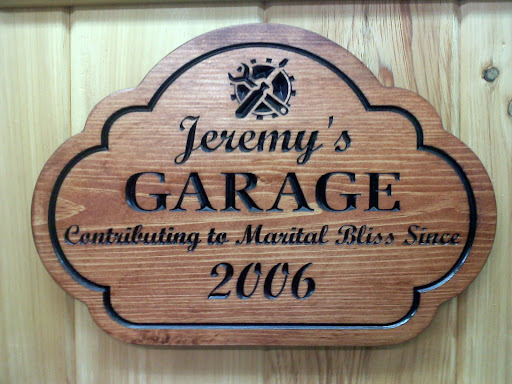 Jeremy's
GARAGE
Contributing to Marital Bliss Since
2006